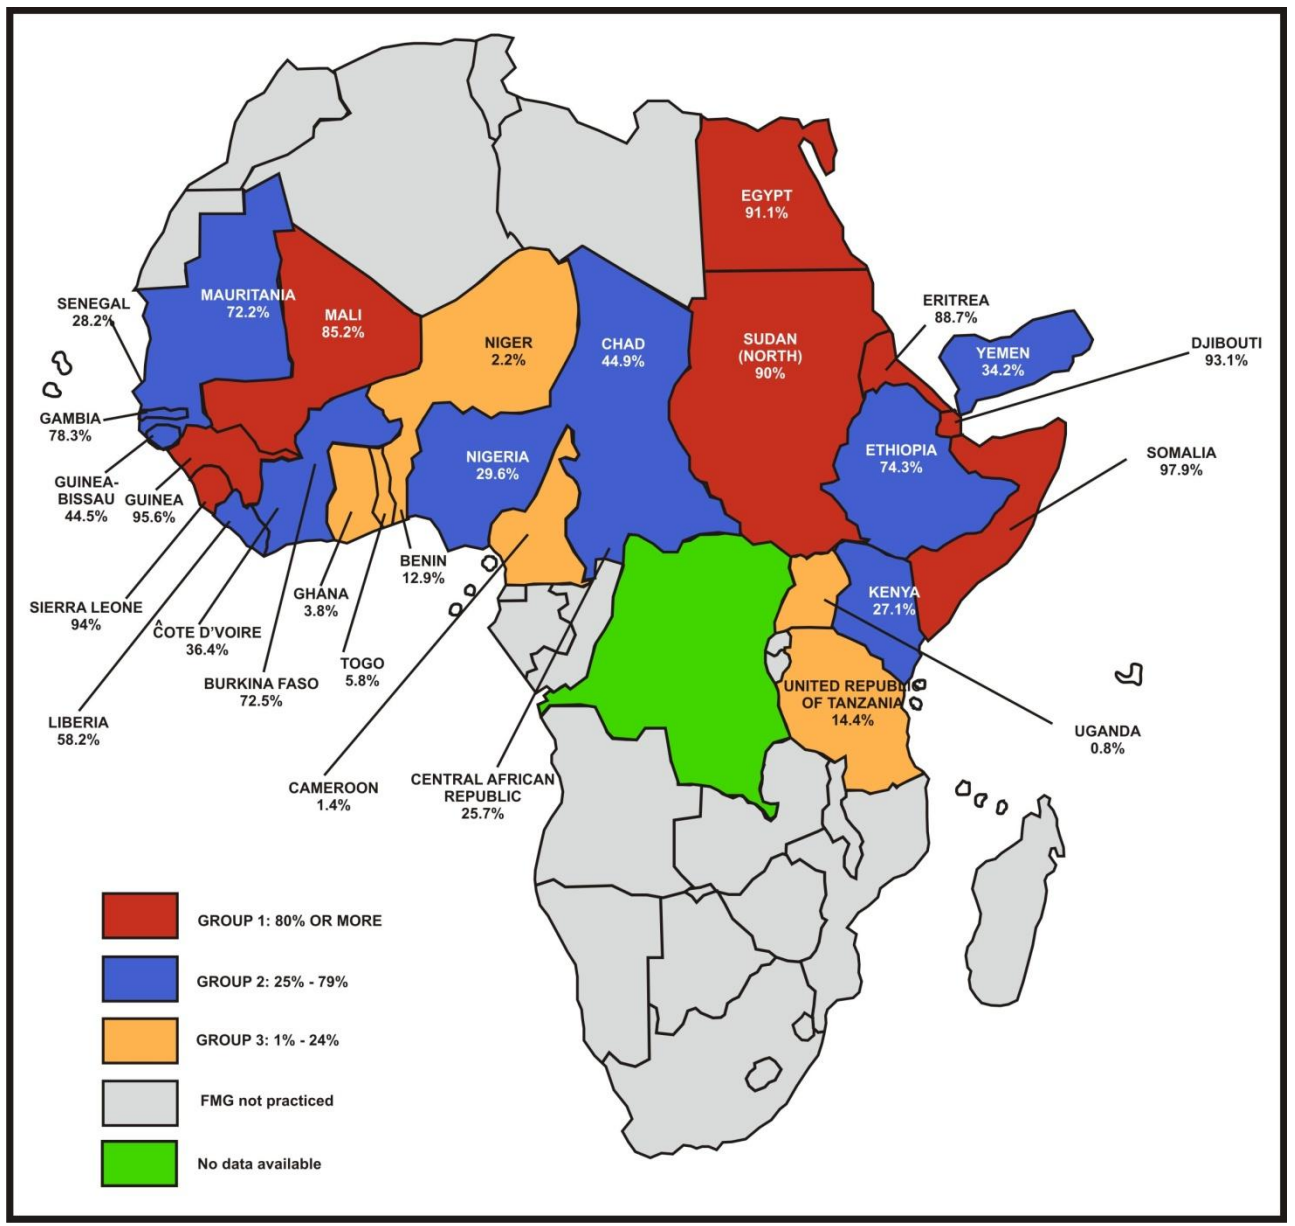 EGYPT
91.1%
MAURITANIA
72.2%
SENEGAL
28.2%
MALI
85.2%
NIGER
2.2%
CHAD
44.9%
SUDAN
(NORTH)
90%
ERITREA
88.7%
YEMEN
34.2%
DJIBOUTI
93.1%
GAMBIA
78.3%
NIGERIA
29.6%
ETHIOPIA
74.3%
SOMALIA
97.9%
GUINEA-
BISSAU
44.5%
GUINEA
95.6%
BENIN
12.9%
GHANA
3.8%
KENYA
27.1%
SIERRA LEONE
94%
ĈOTE D'VOIRE
36.4%
TOGO
5.8%
BURKINA FASO
72.5%
UNITED REPUBLIC
OF TANZANIA
14.4%
LIBERIA
58.2%
UGANDA
0.8%
CAMEROON
1.4%
CENTRAL AFRICAN
REPUBLIC
25.7%
GROUP 1: 80% OR MORE
GROUP 2: 25% - 79%
GROUP 3: 1% - 24%
FMG not practiced
No data available